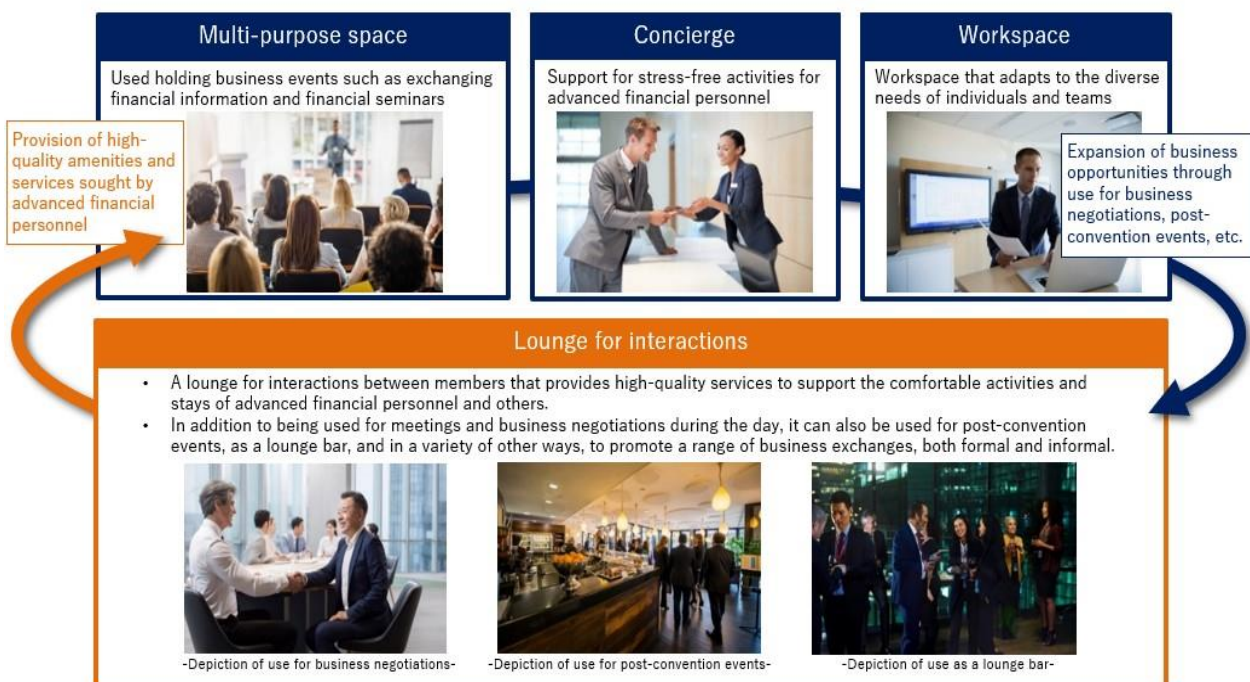 Multi-purpose space
Used holding business events such as exchanging
financial information and financial seminars
Concierge
Support for stress-free activities for
advanced financial personnel
Workspace
Workspace that adapts to the diverse
needs of individuals and teams
Provision of high-
quality amenities and
services sought by
advanced financial
personnel
Expansion of business
opportunities through
use for business
negotiations, post-
convention events, etc.
Lounge for interactions
• A lounge for interactions between members that provides high-quality services to support the comfortable activities and
stays of advanced financial personnel and others.
• In addition to being used for meetings and business negotiations during the day, it can also be used for post-convention
events, as a lounge bar, and in a variety of other ways, to promote a range of business exchanges, both formal and informal.
-Depiction of use for business negotiations-
-Depiction of use for post-convention events-
-Depiction of use as a lounge bar-